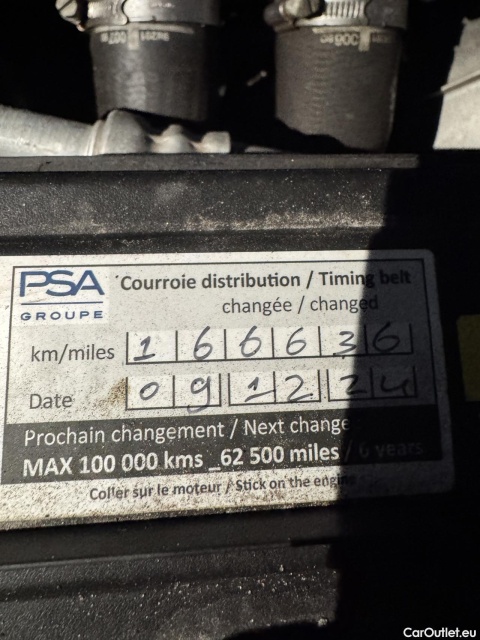 PSA
GROUPE
Courroie distribution / Timing belt
changée / changed
km/miles 1 6 6 6 3 6
Date 0 9 1 2 2 4
Prochain changement / Next change
MAX 100 000 kms _62 500 miles / 6 years
Coller sur le moteur / Stick on the engine
CarOutlet.eu